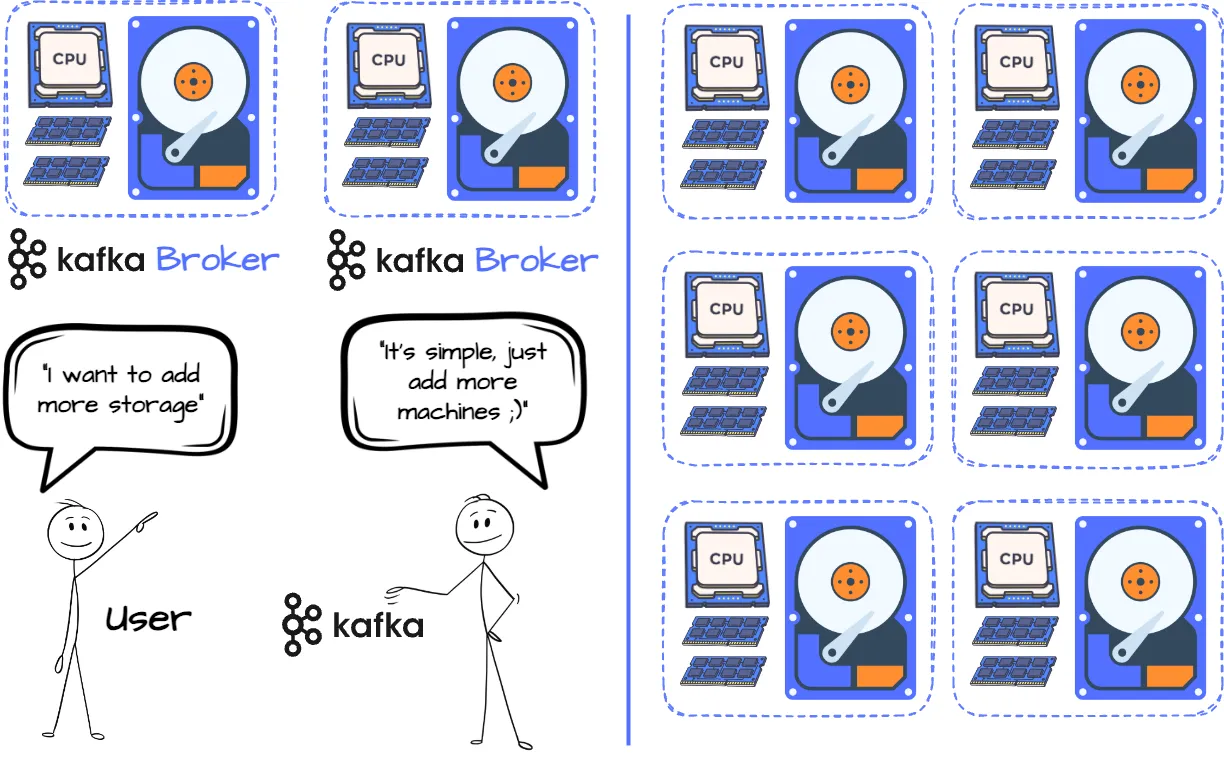 CPU
CPU
kafka Broker
kafka Broker
"I want to add
more storage"
"It's simple, just
add more
machines ;)"
User
kafka
CPU
CPU
CPU
CPU
CPU
CPU